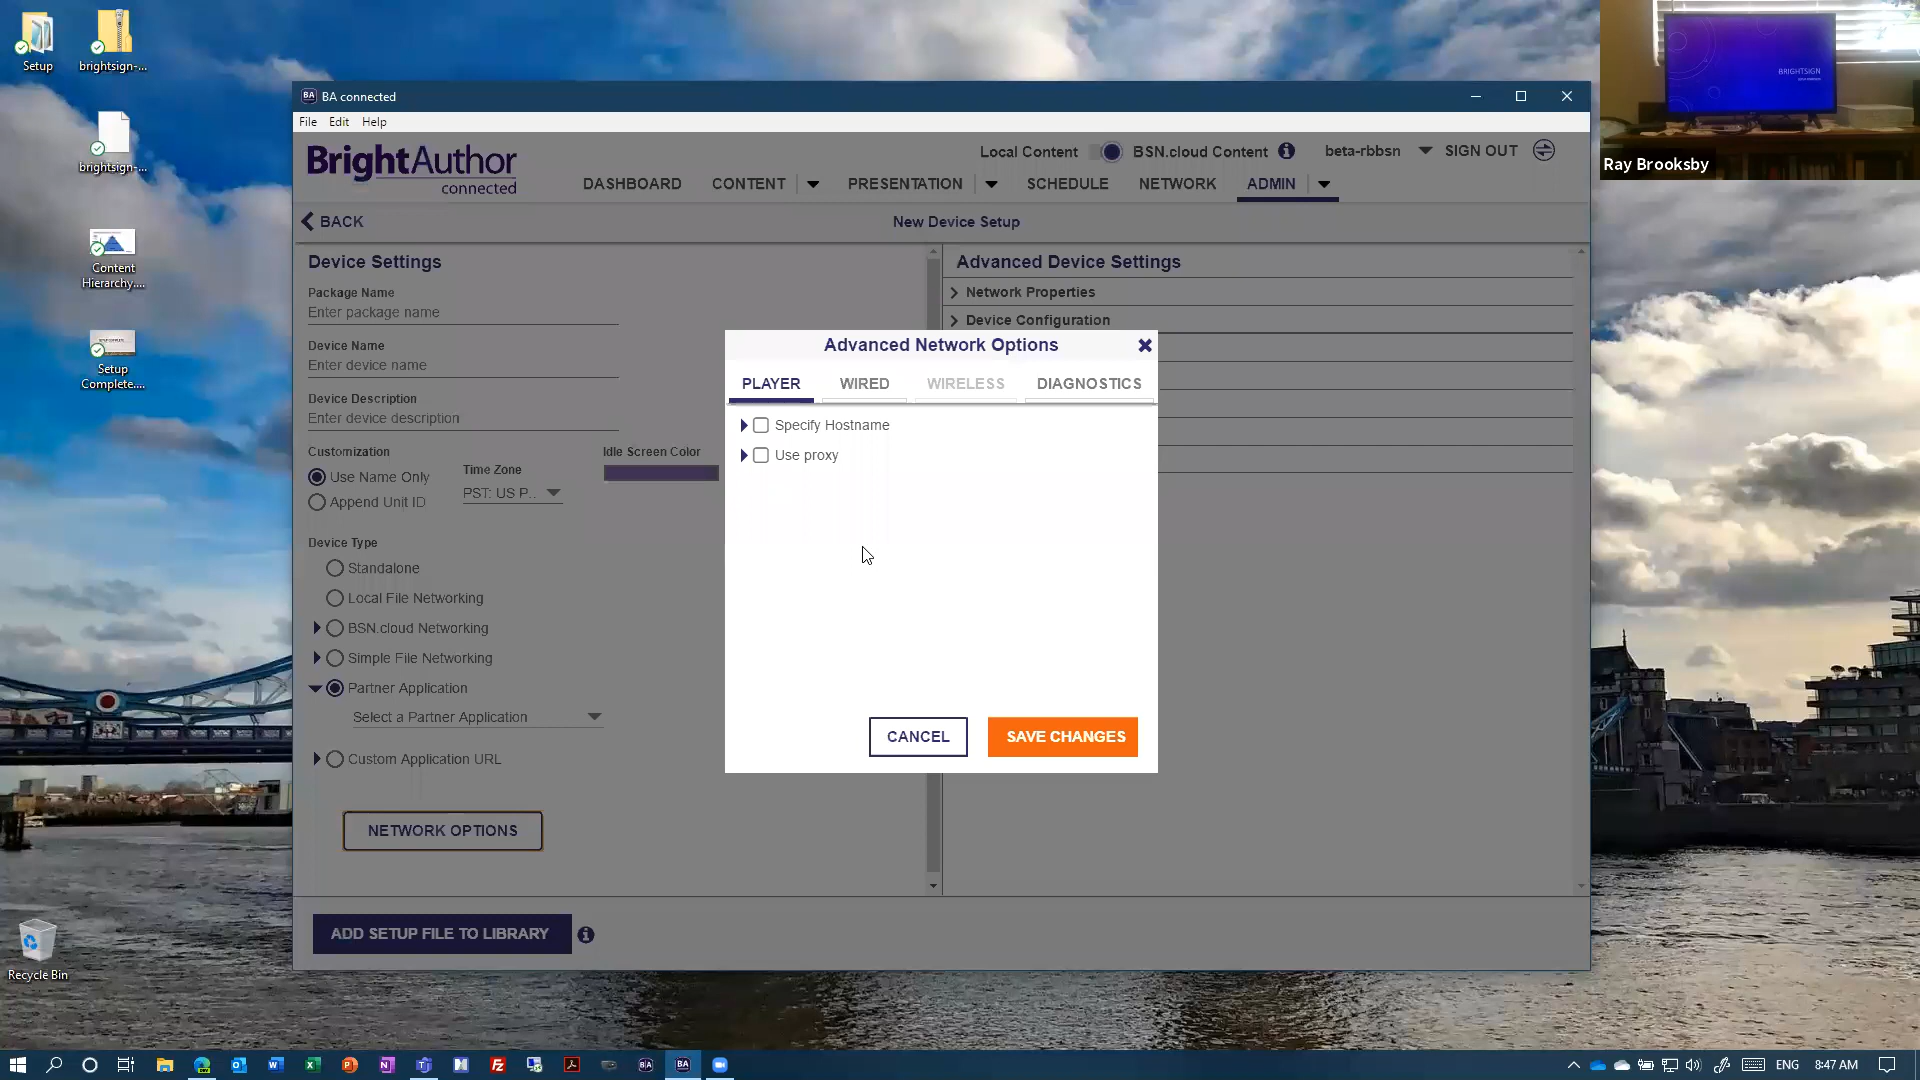 Setup
brightsign-...
brightsign-...
Content
Hierarchy....
Setup
Complete....
Recycle Bin
BA BA connected
File Edit Help
BrightAuthor
connected
Local Content BSN.cloud Content beta-rbbsn SIGN OUT
DASHBOARD CONTENT PRESENTATION SCHEDULE NETWORK ADMIN
BACK New Device Setup
Device Settings
Package Name
Enter package name
Device Name
Enter device name
Device Description
Enter device description
Customization
Use Name Only
Append Unit ID
Time Zone
PST: US P..
Idle Screen Color
Device Type
Standalone
Local File Networking
BSN.cloud Networking
Simple File Networking
Partner Application
Select a Partner Application
Custom Application URL
NETWORK OPTIONS
ADD SETUP FILE TO LIBRARY
Advanced Device Settings
Network Properties
Device Configuration
Advanced Network Options
PLAYER WIRED WIRELESS DIAGNOSTICS
Specify Hostname
Use proxy
CANCEL SAVE CHANGES
BRIGHTSIGN
Ray Brooksby
ENG 8:47 AM